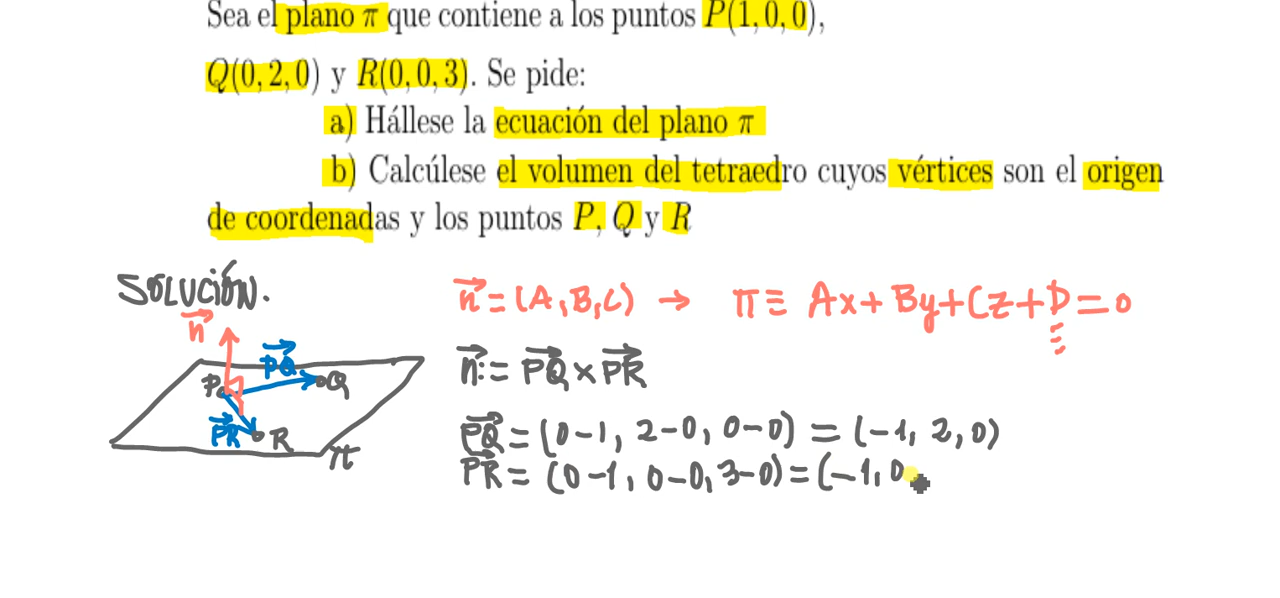 Sea el plano π que contiene a los puntos P(1, 0, 0),
Q(0, 2, 0) y R(0, 0, 3). Se pide:
a) Hállese la ecuación del plano π
b) Calcúlese el volumen del tetraedro cuyos vértices son el origen
de coordenadas y los puntos P, Q y R
SOLUCIÓN.
n⃗ = (A, B, C) → π ≡ Ax + By + Cz + D = 0
n⃗
PQ⃗
P
Q
PR⃗
R
π
n⃗ := PQ⃗ × PR⃗
PQ⃗ = (0-1, 2-0, 0-0) = (-1, 2, 0)
PR⃗ = (0-1, 0-0, 3-0) = (-1, 0